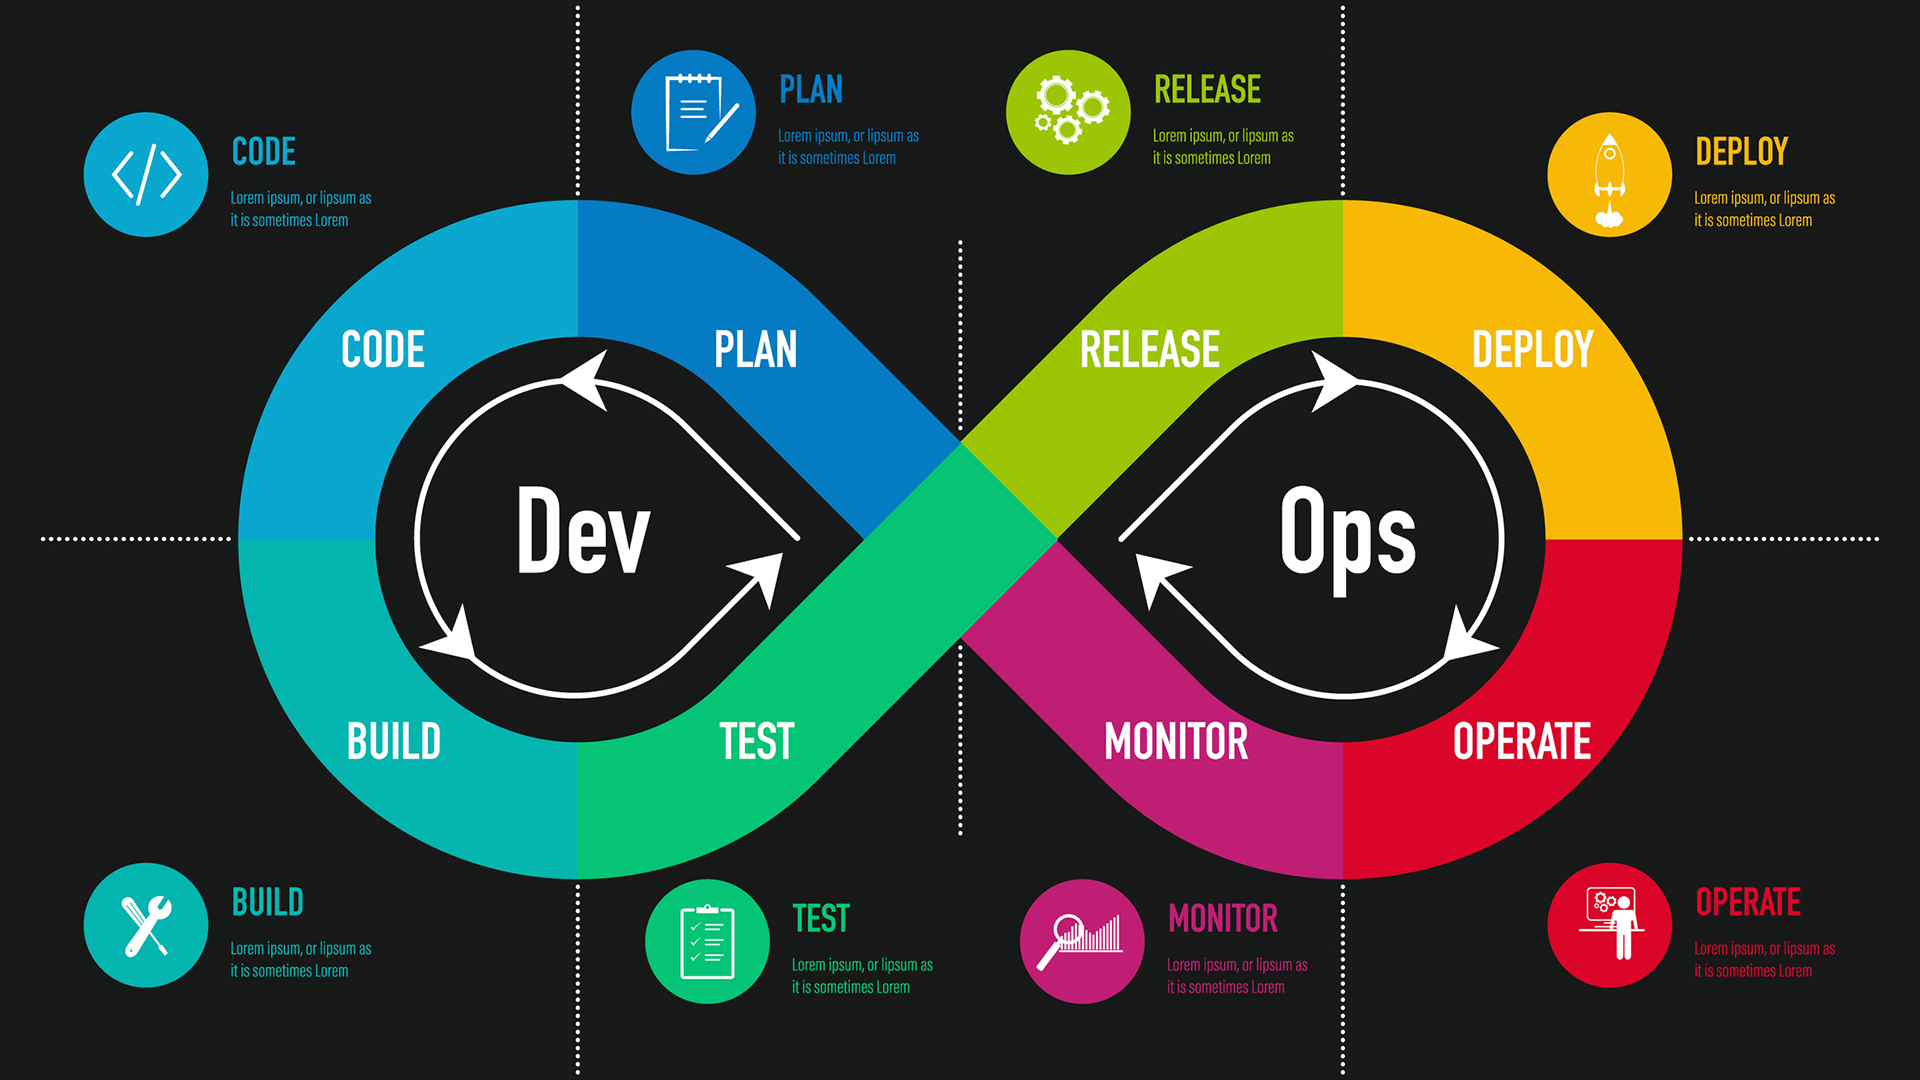 PLAN
Lorem ipsum, or lipsum as
it is sometimes Lorem
RELEASE
Lorem ipsum, or lipsum as
it is sometimes Lorem
CODE
Lorem ipsum, or lipsum as
it is sometimes Lorem
DEPLOY
Lorem ipsum, or lipsum as
it is sometimes Lorem
CODE
PLAN
RELEASE
DEPLOY
Dev
Ops
BUILD
TEST
MONITOR
OPERATE
BUILD
Lorem ipsum, or lipsum as
it is sometimes Lorem
TEST
Lorem ipsum, or lipsum as
it is sometimes Lorem
MONITOR
Lorem ipsum, or lipsum as
it is sometimes Lorem
OPERATE
Lorem ipsum, or lipsum as
it is sometimes Lorem